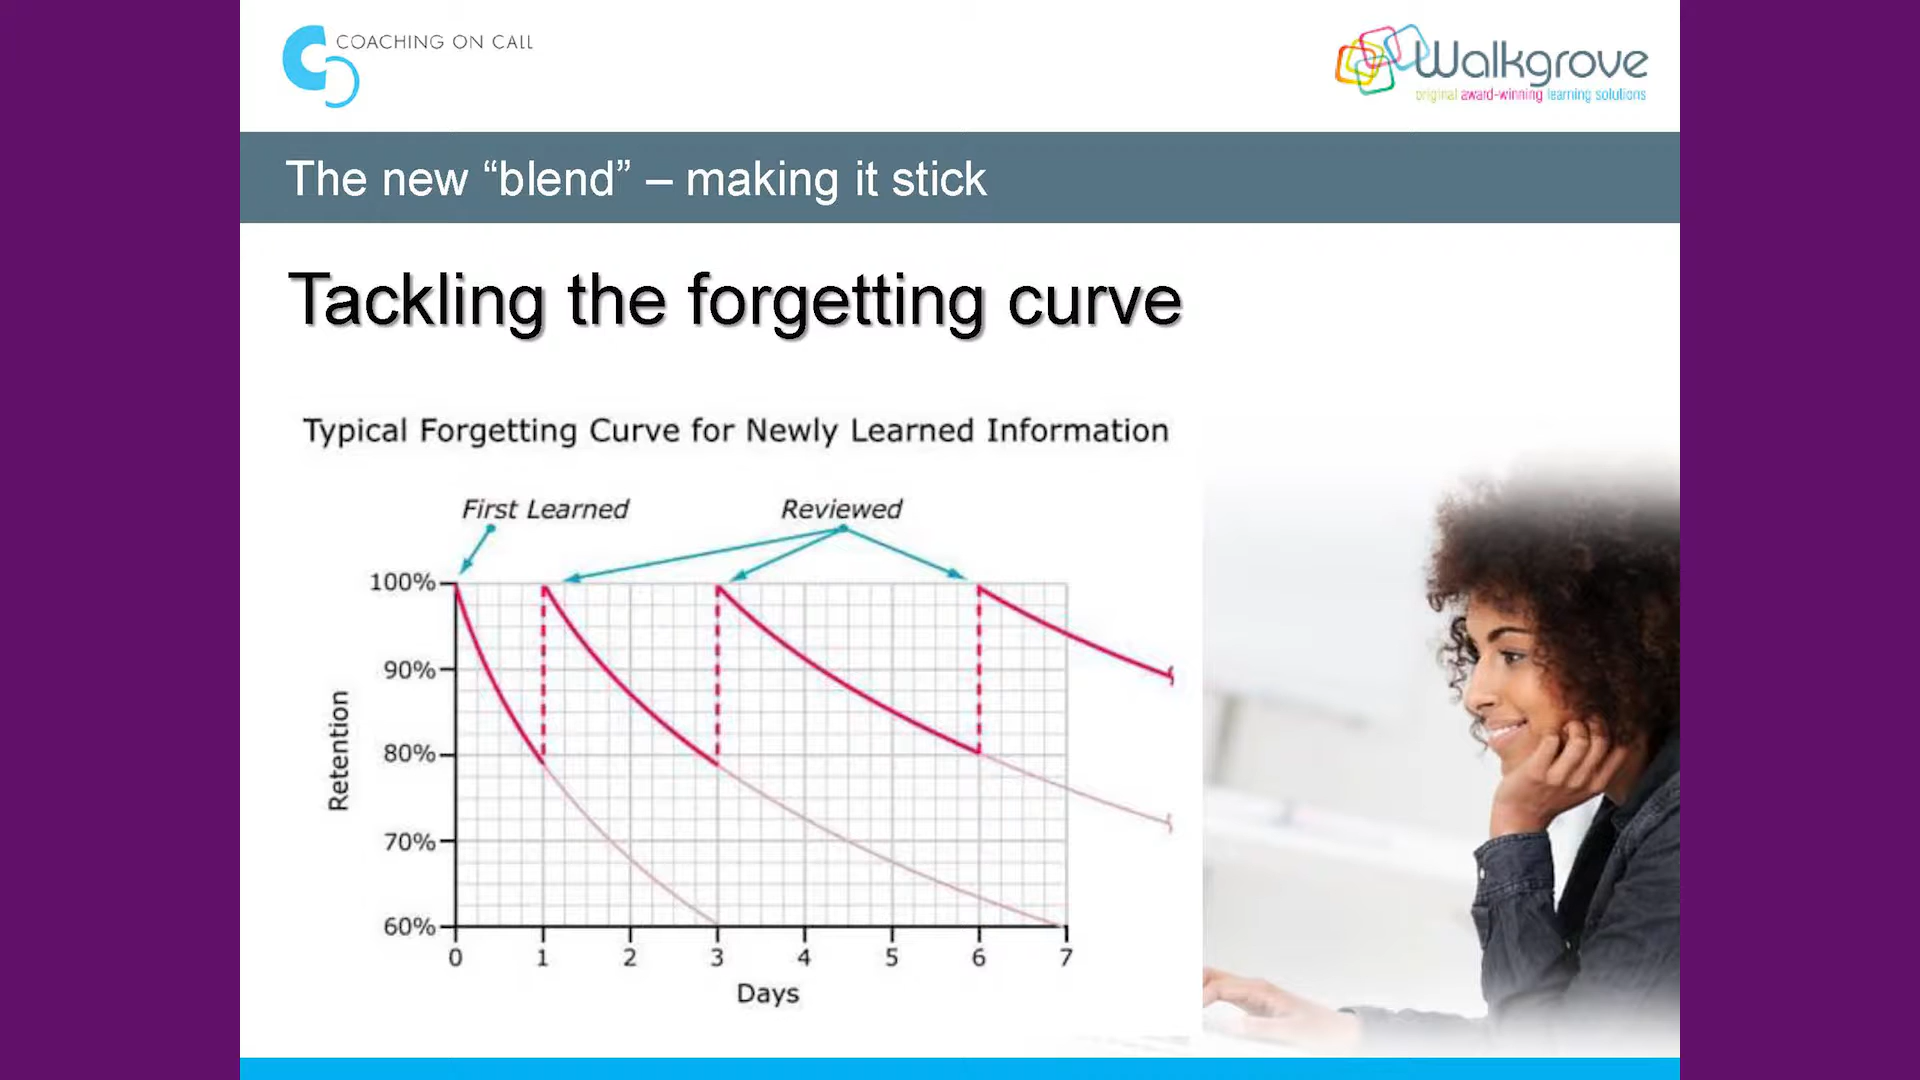 COACHING ON CALL
Walkgrove
original award-winning learning solutions
The new “blend” – making it stick
Tackling the forgetting curve
Typical Forgetting Curve for Newly Learned Information
First Learned
Reviewed
100%
90%
80%
70%
60%
Retention
0 1 2 3 4 5 6 7
Days